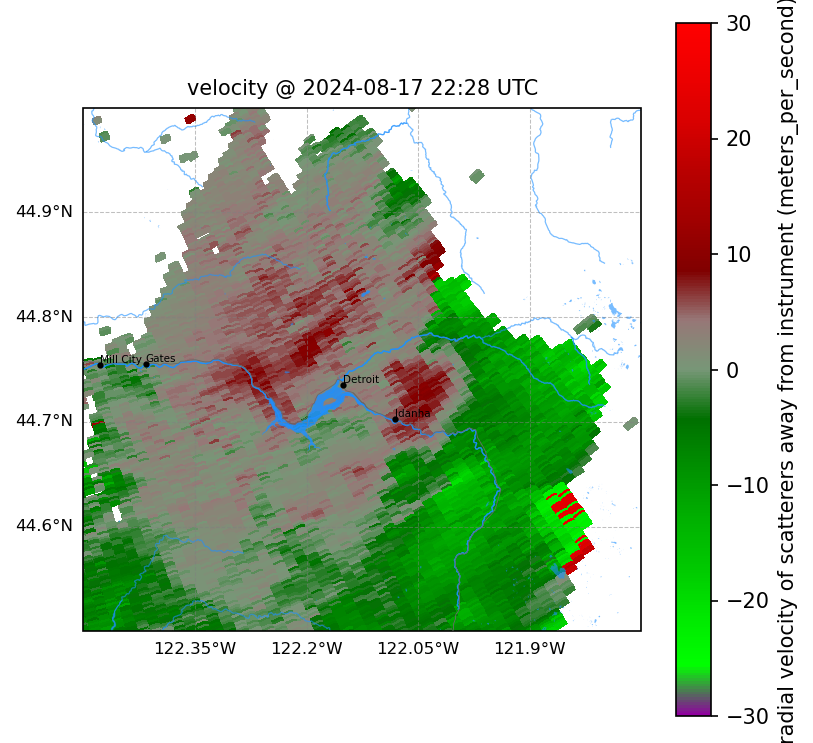 velocity @ 2024-08-17 22:28 UTC
44.9°N
44.8°N
44.7°N
44.6°N
122.35°W
122.2°W
122.05°W
121.9°W
Mill City
Gates
Detroit
Idanha
30
20
10
0
−10
−20
−30
radial velocity of scatterers away from instrument (meters_per_second)